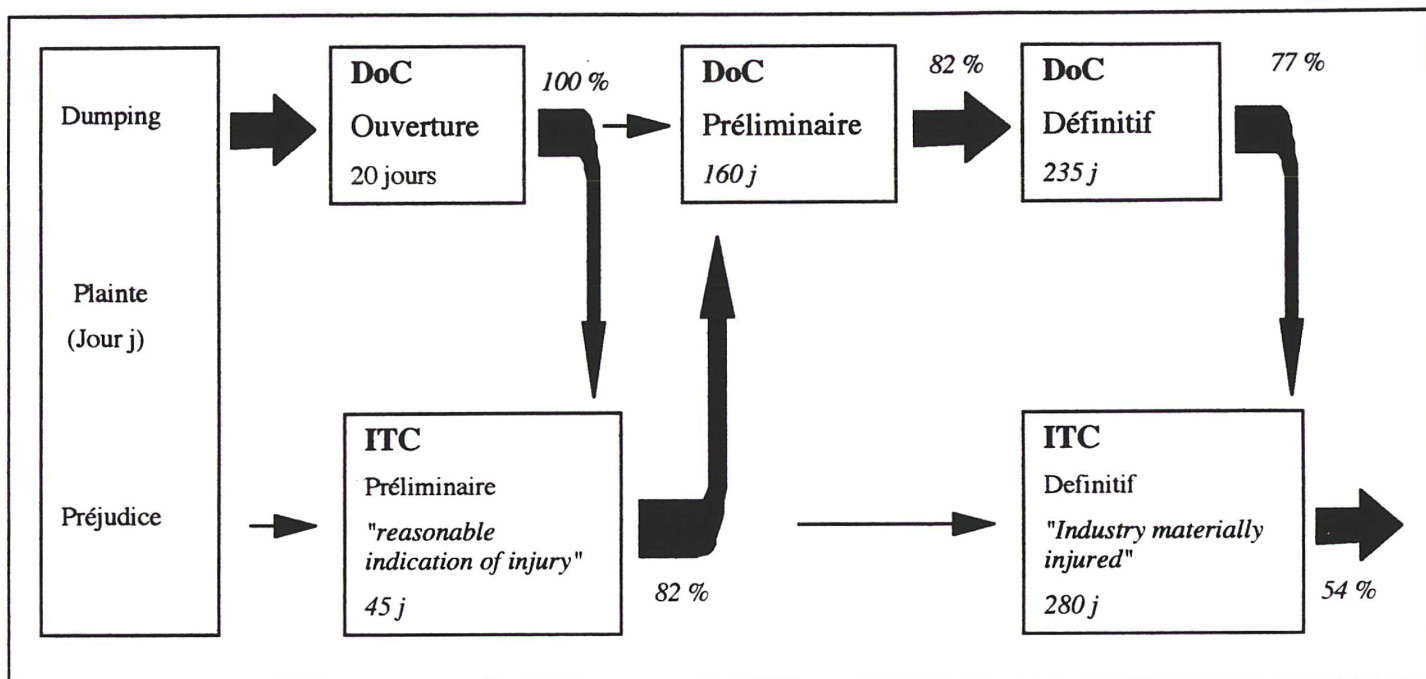 Dumping
Plainte
(Jour j)
Préjudice
DoC
Ouverture
20 jours
100 %
DoC
Préliminaire
160 j
82 %
DoC
Définitif
235 j
77 %
ITC
Préliminaire
"reasonable
indication of injury"
45 j
82 %
ITC
Definitif
"Industry materially
injured"
280 j
54 %